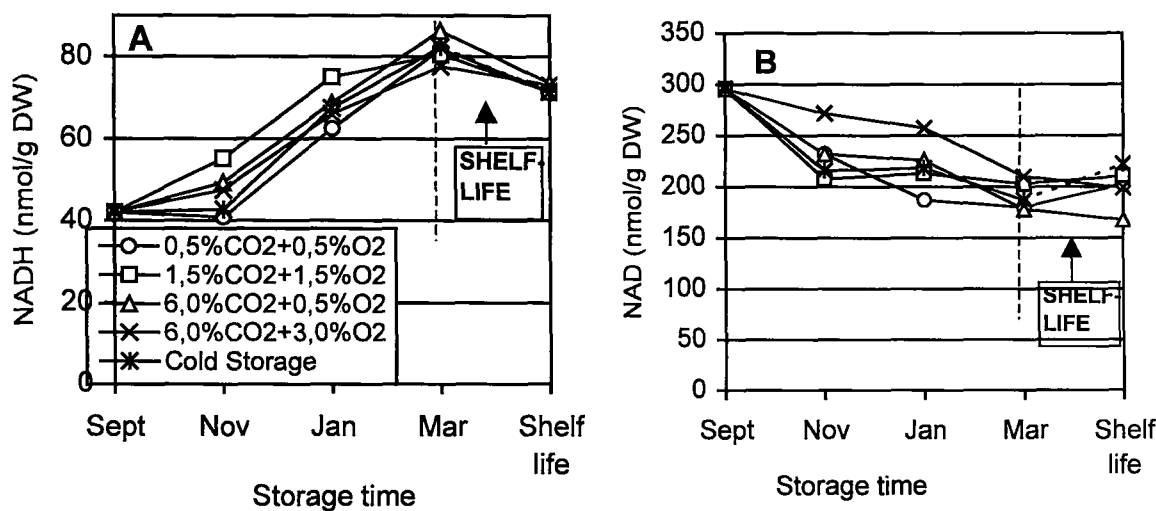 A
NADH (nmol/g DW)
80
60
40
20
0
SHELF-
LIFE
0,5%CO2+0,5%O2
1,5%CO2+1,5%O2
6,0%CO2+0,5%O2
6,0%CO2+3,0%O2
Cold Storage
Sept Nov Jan Mar Shelf
life
Storage time
B
NAD (nmol/g DW)
350
300
250
200
150
100
50
0
SHELF-
LIFE
Sept Nov Jan Mar Shelf
life
Storage time